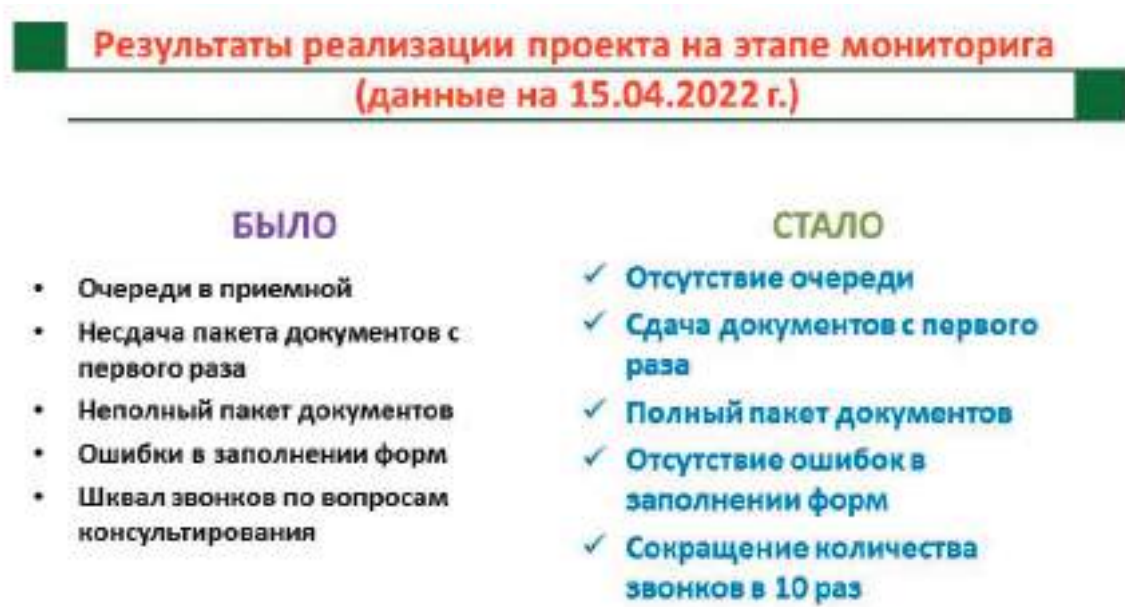 Результаты реализации проекта на этапе мониторига
(данные на 15.04.2022 г.)
БЫЛО
• Очереди в приемной
• Несдача пакета документов с
первого раза
• Неполный пакет документов
• Ошибки в заполнении форм
• Шквал звонков по вопросам
консультирования
СТАЛО
✓ Отсутствие очереди
✓ Сдача документов с первого
раза
✓ Полный пакет документов
✓ Отсутствие ошибок в
заполнении форм
✓ Сокращение количества
звонков в 10 раз